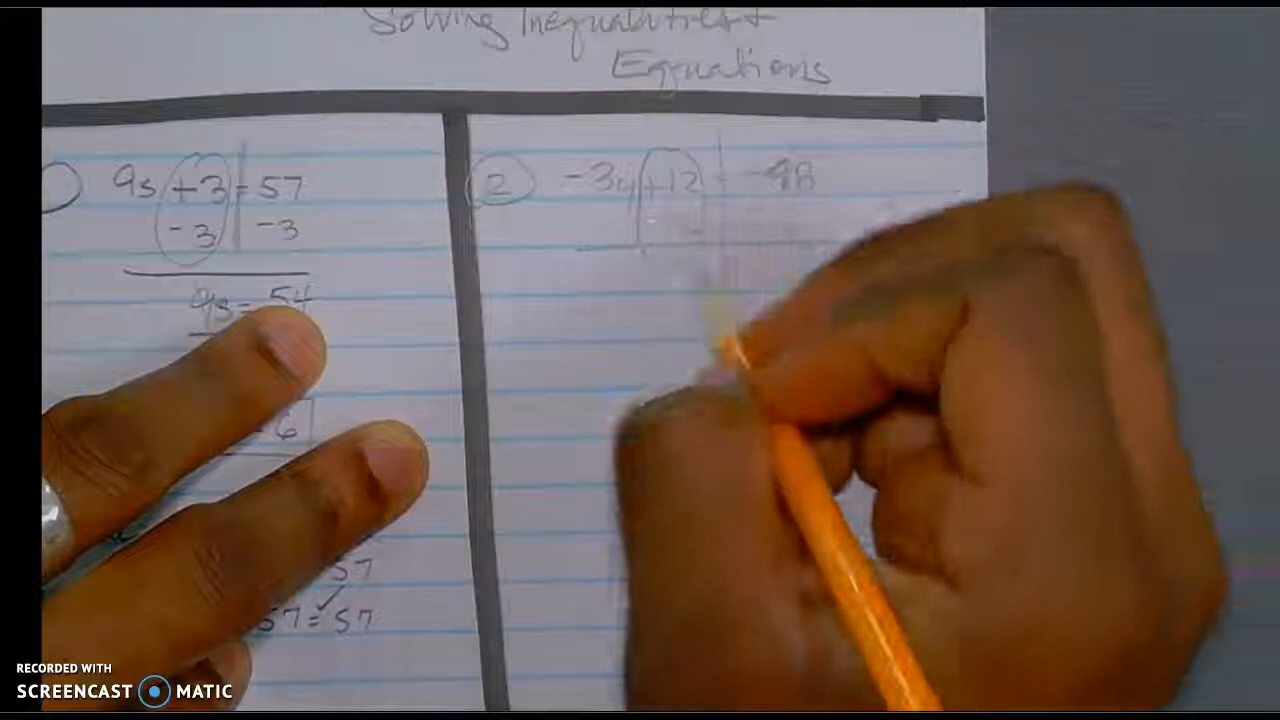 Solving Inequalities +
Equations
9s +3 = 57
-3 -3
9s = 54
6
57
57 = 57 ✓
2 -3y +12 = -48
RECORDED WITH
SCREENCAST MATIC